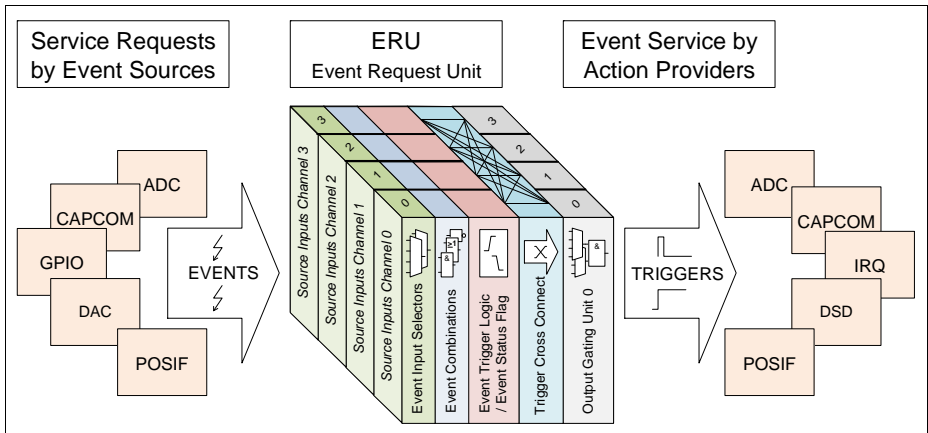 Service Requests
by Event Sources
ERU
Event Request Unit
Event Service by
Action Providers
ADC
CAPCOM
GPIO
DAC
POSIF
EVENTS
3
2
1
0
Source Inputs Channel 3
Source Inputs Channel 2
Source Inputs Channel 1
Source Inputs Channel 0
3
2
1
0
Event Input Selectors
&
≥1
Event Combinations
Event Trigger Logic
/ Event Status Flag
X
Trigger Cross Connect
&
Output Gating Unit 0
TRIGGERS
ADC
CAPCOM
IRQ
DSD
POSIF